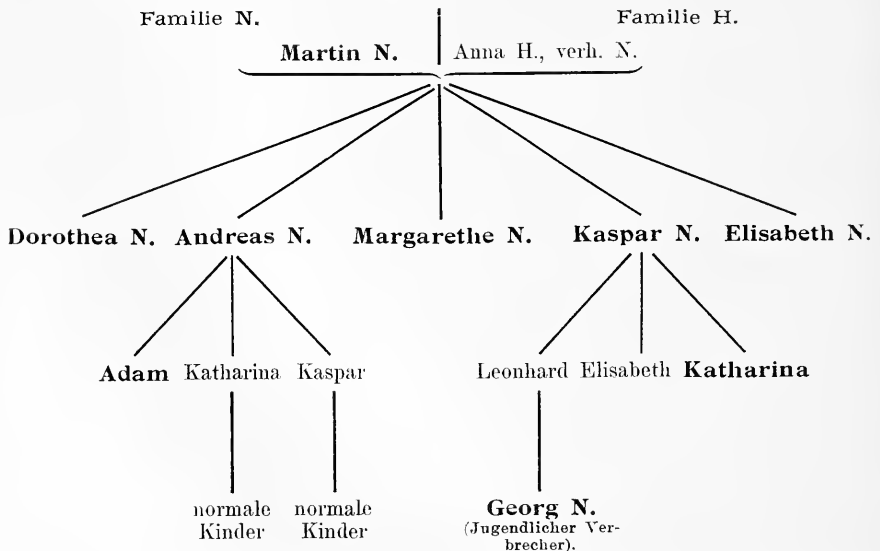 Familie N. Familie H.
Martin N. Anna H., verh. N.
Dorothea N. Andreas N. Margarethe N. Kaspar N. Elisabeth N.
Adam Katharina Kaspar Leonhard Elisabeth Katharina
normale normale Georg N.
Kinder Kinder (Jugendlicher Ver-
brecher).